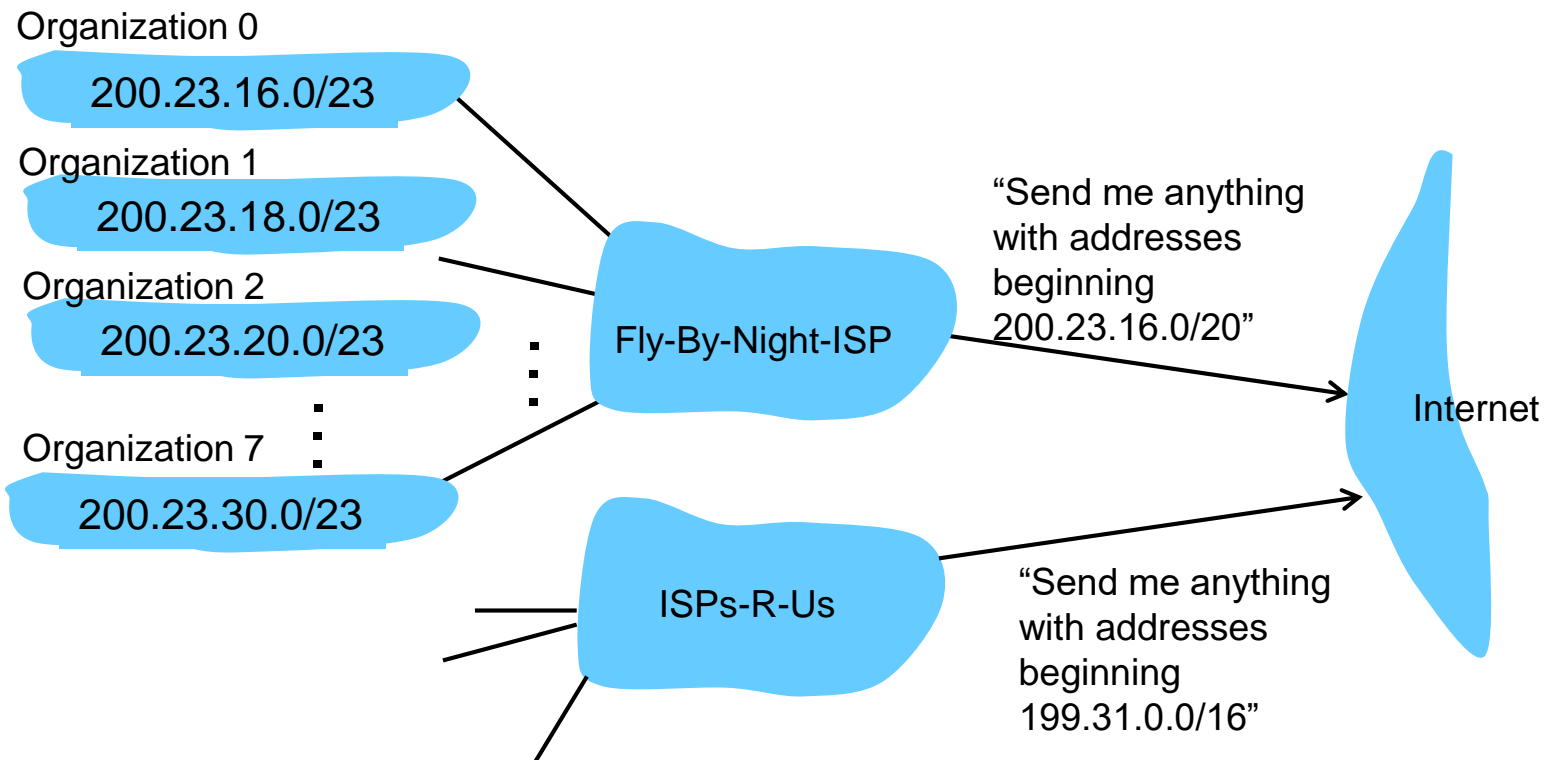 Organization 0
200.23.16.0/23
Organization 1
200.23.18.0/23
Organization 2
200.23.20.0/23
Organization 7
200.23.30.0/23
Fly-By-Night-ISP
“Send me anything
with addresses
beginning
200.23.16.0/20”
Internet
ISPs-R-Us
“Send me anything
with addresses
beginning
199.31.0.0/16”